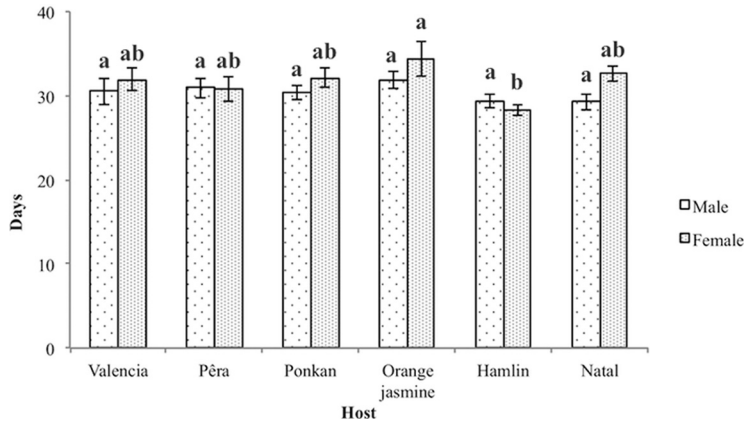 40
30
20
10
0
Days
a ab
a ab
a ab
a a
a b
a ab
Valencia Pêra Ponkan Orange jasmine Hamlin Natal
Host
Male
Female